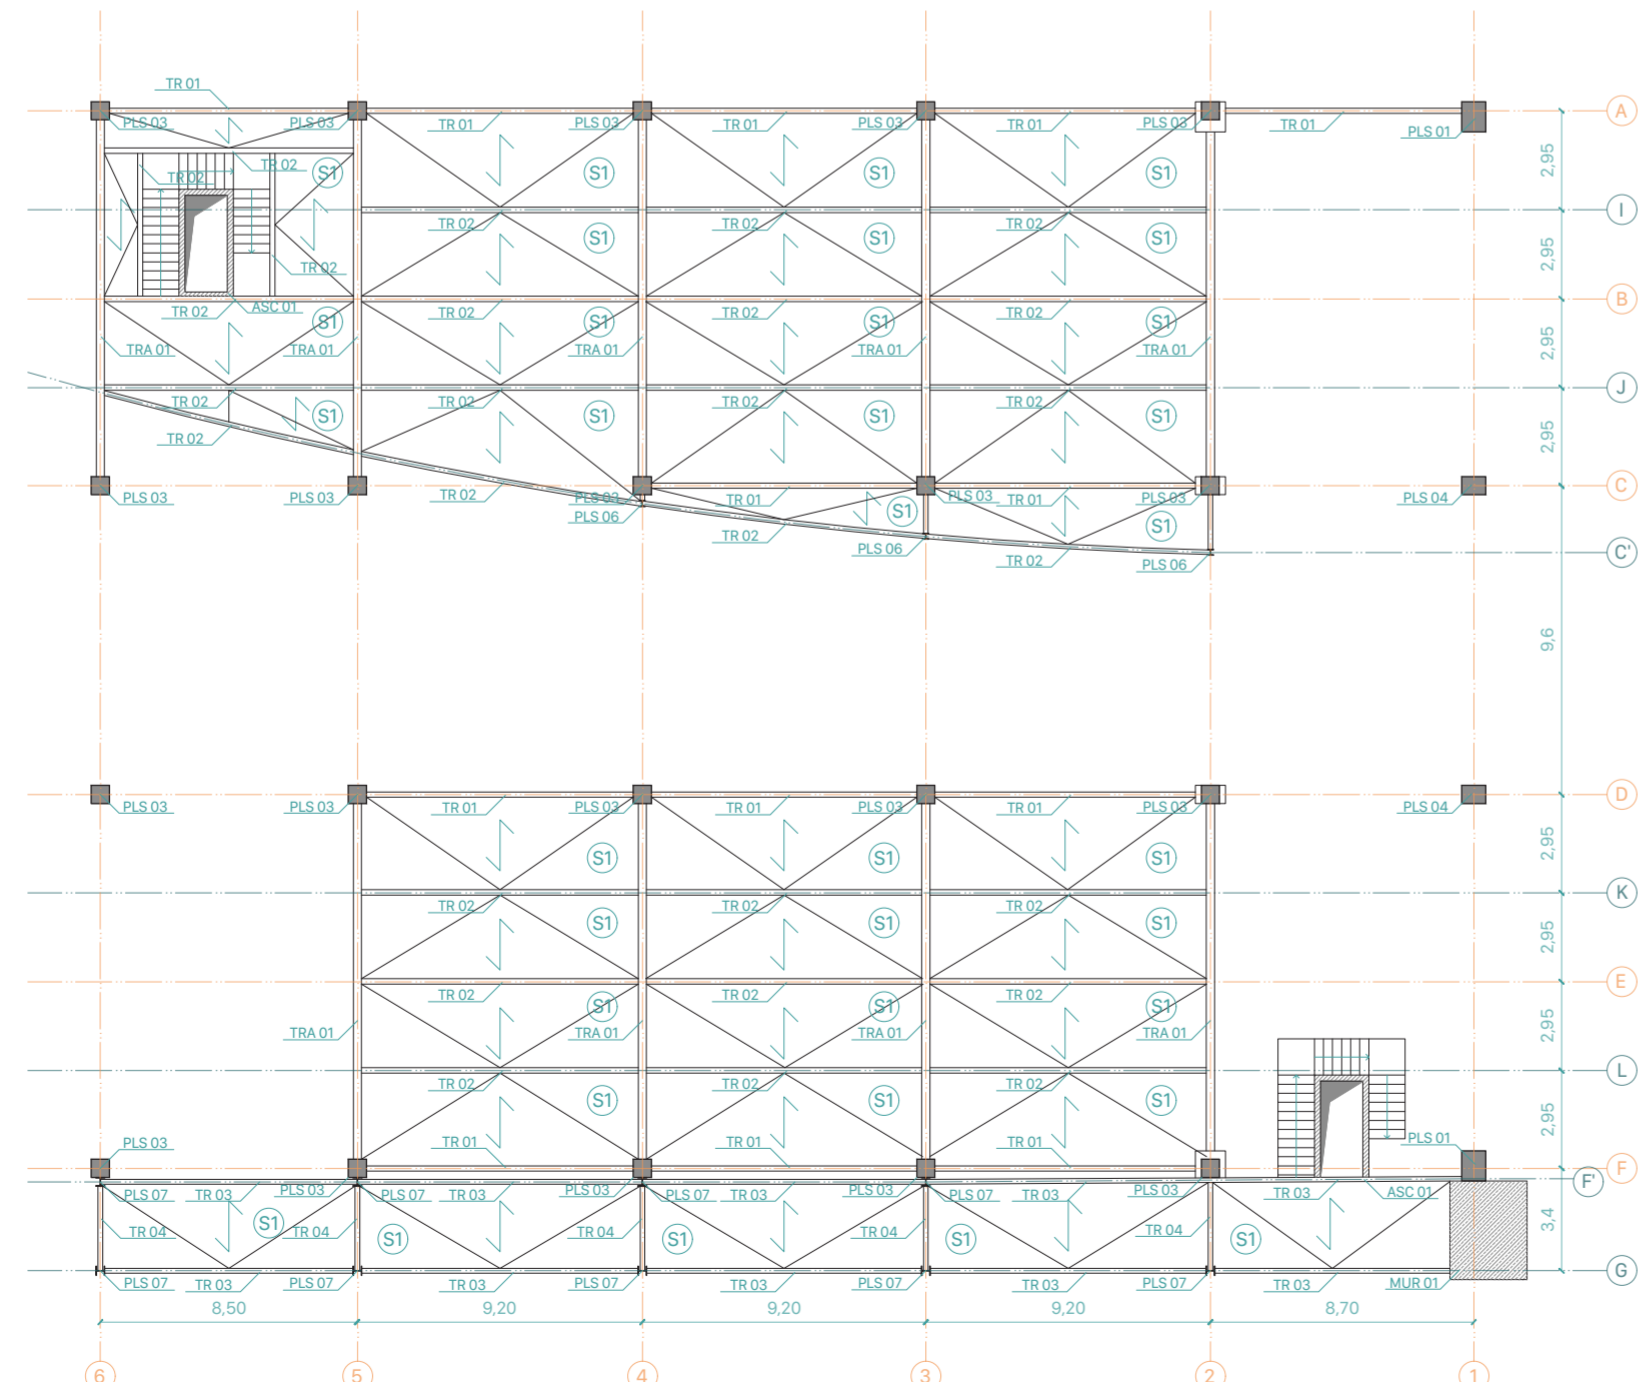 TR 01
A
PLS 03 PLS 03 TR 01 PLS 03 TR 01 PLS 03 TR 01 PLS 03 TR 01 PLS 01
2,95
TR 02 TR 02 S1 S1 S1 S1
I
TR 02 TR 02 TR 02
S1 S1 S1
2,95
TR 02
B
TR 02 ASC 01 TR 02 TR 02 TR 02
S1 S1 S1 S1
TRA 01 TRA 01 TRA 01 TRA 01 TRA 01
2,95
J
TR 02 TR 02 TR 02 TR 02
S1 S1 S1 S1
TR 02
2,95
C
PLS 03 PLS 03 TR 02 PLS 03 TR 01 PLS 03 TR 01 PLS 03 PLS 04
PLS 06 S1 S1
TR 02 PLS 06 TR 02 PLS 06
C'
9,6
D
PLS 03 PLS 03 TR 01 PLS 03 TR 01 PLS 03 TR 01 PLS 03 PLS 04
S1 S1 S1
2,95
K
TR 02 TR 02 TR 02
S1 S1 S1
2,95
E
TR 02 TR 02 TR 02
S1 S1 S1
TRA 01 TRA 01 TRA 01 TRA 01
2,95
L
TR 02 TR 02 TR 02
S1 S1 S1
2,95
PLS 03 TR 01 TR 01 TR 01 PLS 01
F
F'
PLS 07 TR 03 PLS 03 PLS 07 TR 03 PLS 03 PLS 07 TR 03 PLS 03 PLS 07 TR 03 PLS 03 TR 03 ASC 01
TR 04 S1 TR 04 S1 TR 04 S1 TR 04 S1 TR 04 S1
3,4
G
PLS 07 TR 03 PLS 07 TR 03 PLS 07 TR 03 PLS 07 TR 03 PLS 07 TR 03 MUR 01
8,50 9,20 9,20 9,20 8,70
6 5 4 3 2 1